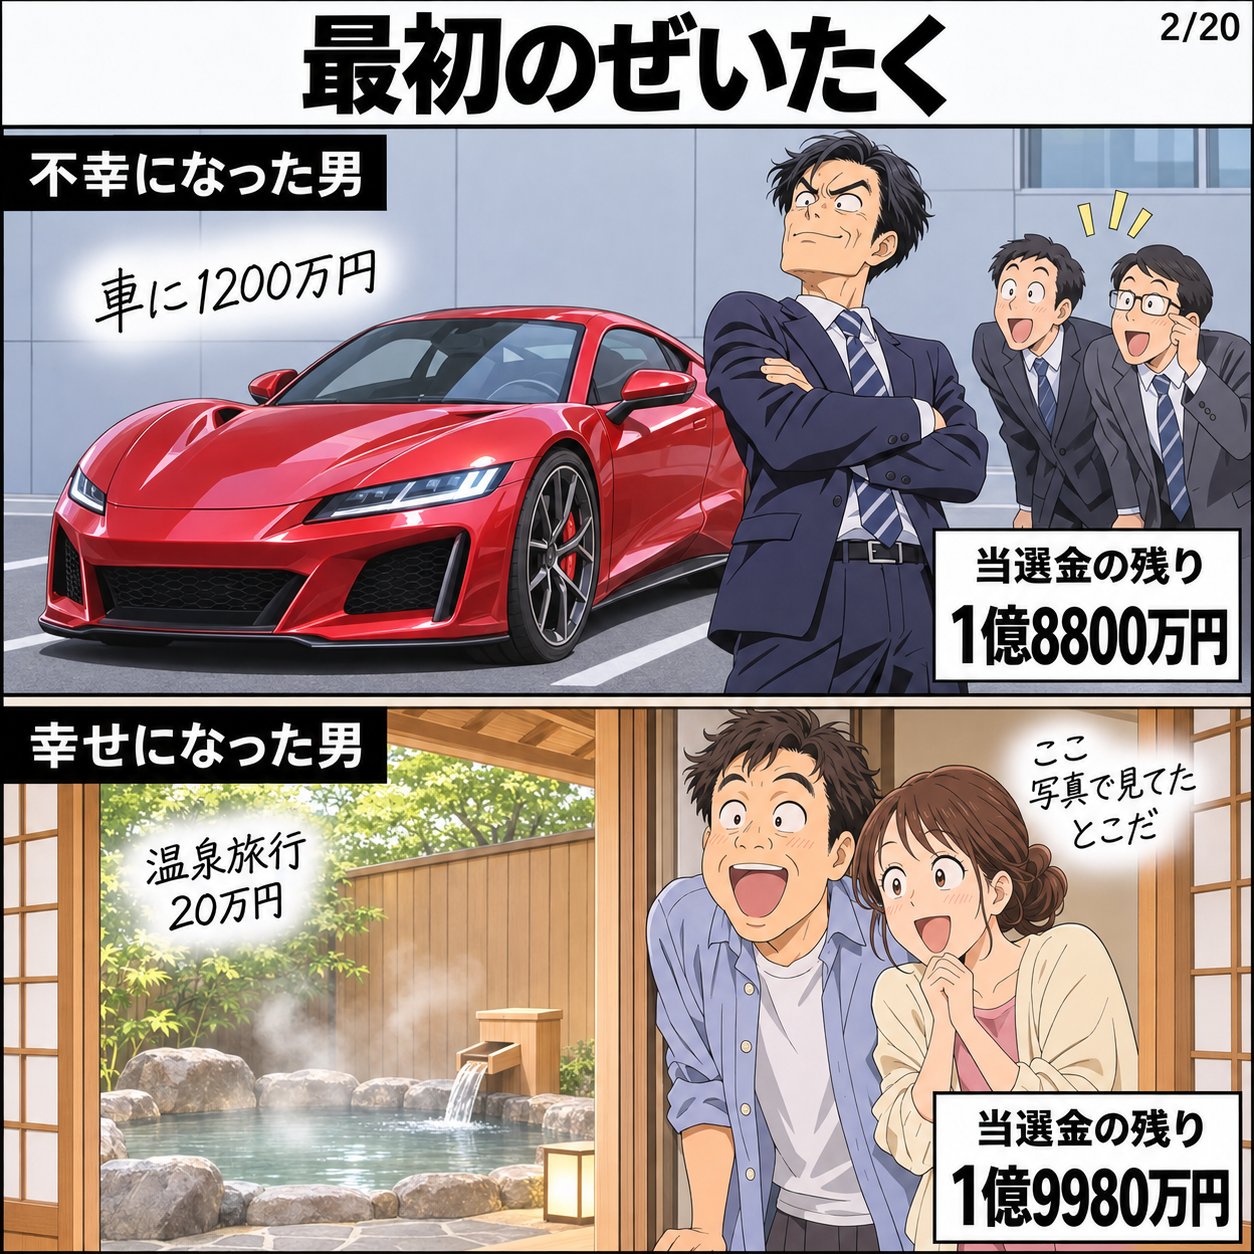 最初のぜいたく
2/20
不幸になった男
車に1200万円
当選金の残り
1億8800万円
幸せになった男
温泉旅行
20万円
ここ
写真で見てた
とこだ
当選金の残り
1億9980万円